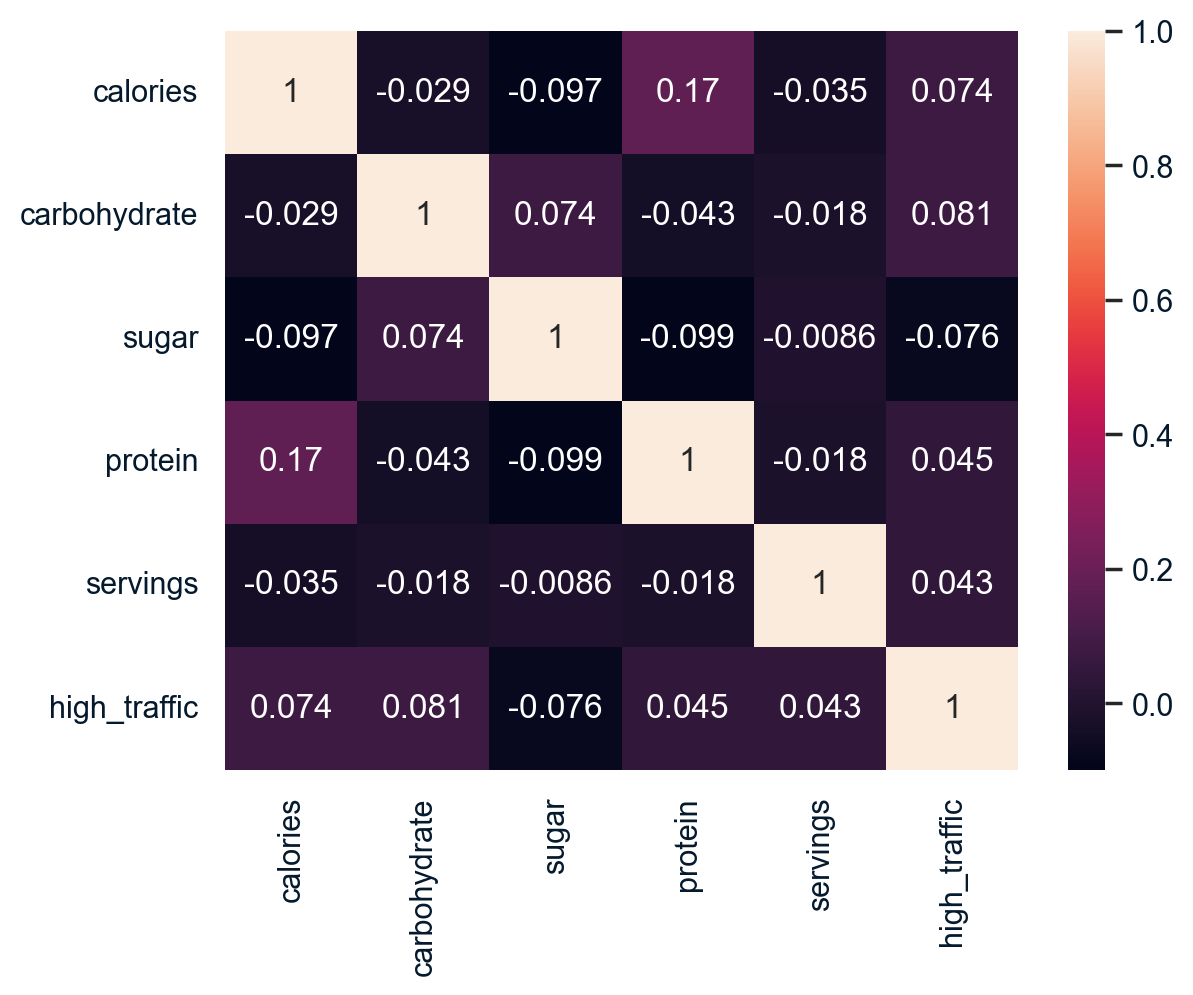 calories 1 -0.029 -0.097 0.17 -0.035 0.074
carbohydrate -0.029 1 0.074 -0.043 -0.018 0.081
sugar -0.097 0.074 1 -0.099 -0.0086 -0.076
protein 0.17 -0.043 -0.099 1 -0.018 0.045
servings -0.035 -0.018 -0.0086 -0.018 1 0.043
high_traffic 0.074 0.081 -0.076 0.045 0.043 1
calories
carbohydrate
sugar
protein
servings
high_traffic
1.0
0.8
0.6
0.4
0.2
0.0